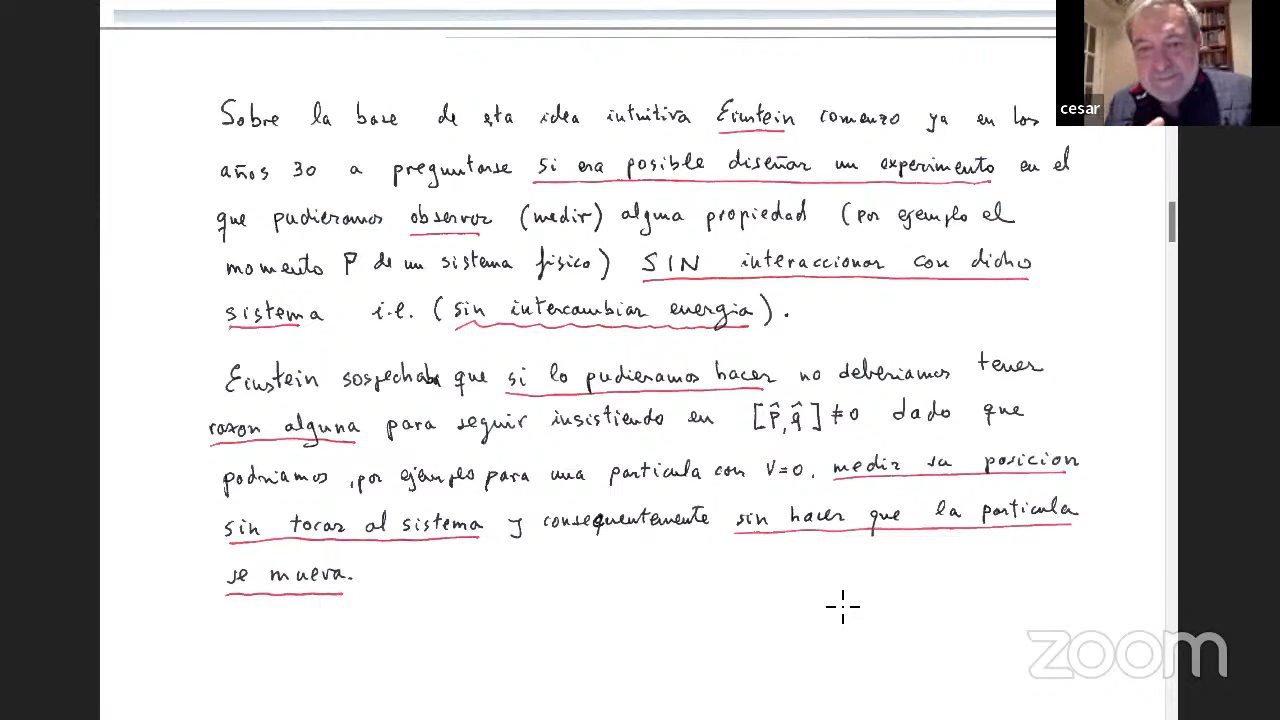 Sobre la base de esta idea intuitiva Einstein comenzo ya en los
años 30 a preguntarse si era posible diseñar un experimento en el
que pudieramos observar (medir) alguna propiedad (por ejemplo el
momento P de un sistema fisico) SIN interaccionar con dicho
sistema i.e. (sin intercambiar energia).
Einstein sospechaba que si lo pudieramos hacer no deberiamos tener
razon alguna para seguir insistiendo en [p̂, q̂] ≠ 0 dado que
podriamos, por ejemplo para una particula con V=0, medir su posicion
sin tocar al sistema y consequentemente sin hacer que la particula
se mueva.
cesar
zoom